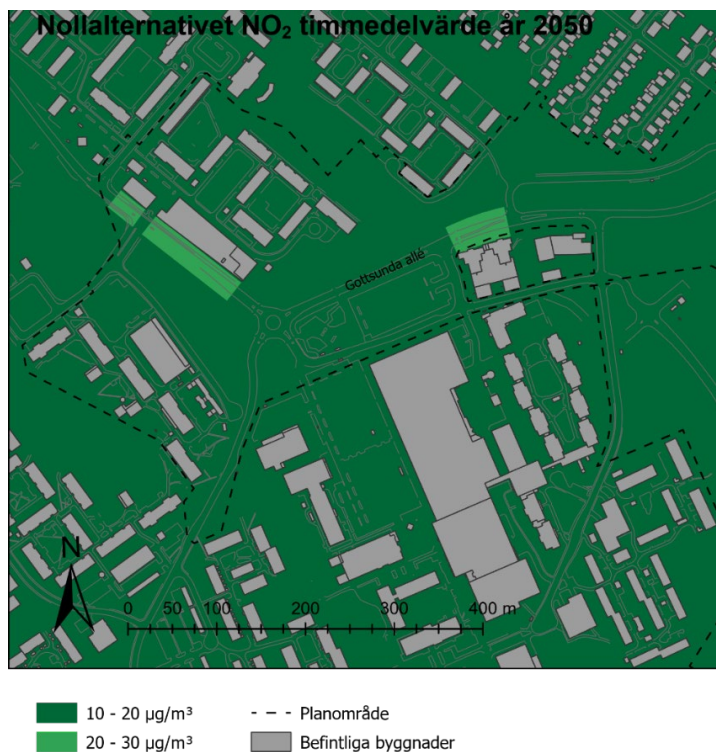 Nollalternativet NO₂ timmedelvärde år 2050
Gottsunda allé
N
0 50 100 200 300 400 m
10 - 20 µg/m³
20 - 30 µg/m³
Planområde
Befintliga byggnader